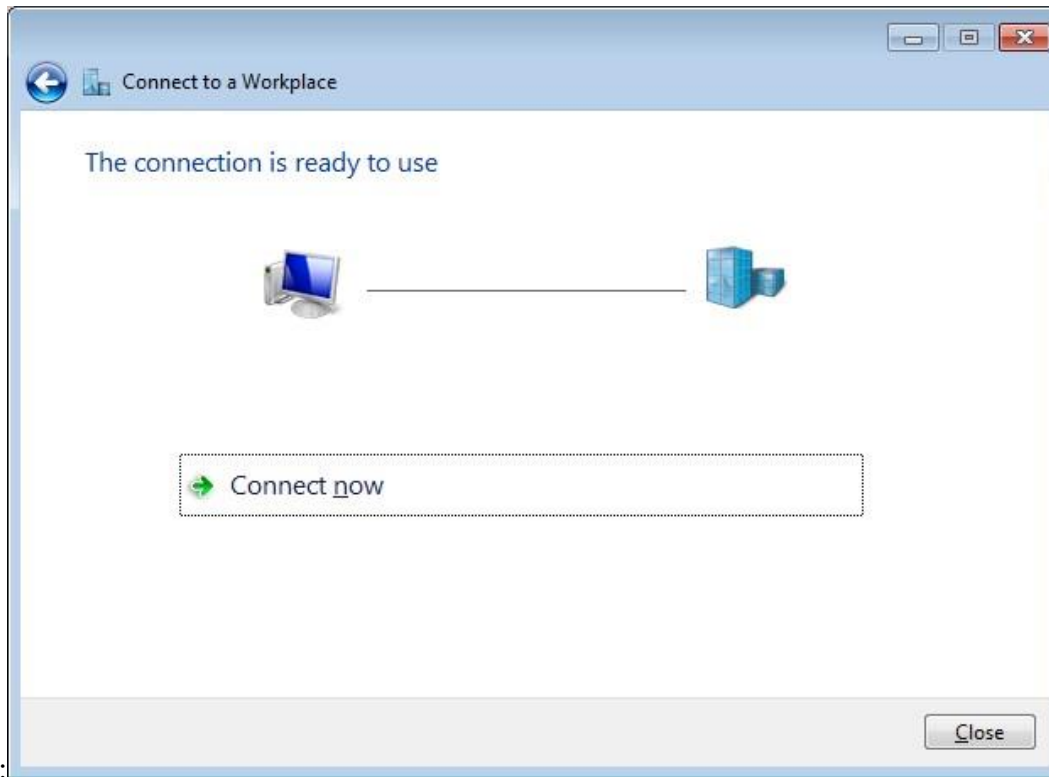 Connect to a Workplace
The connection is ready to use
Connect now
Close
: